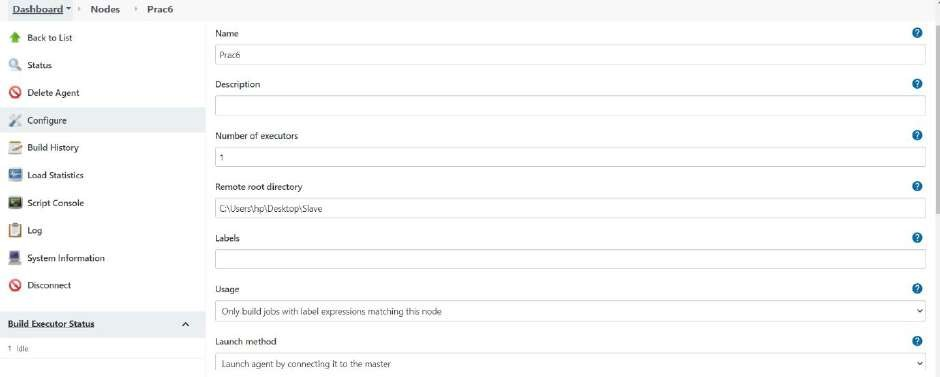 Dashboard Nodes Prac6
Back to List
Status
Delete Agent
Configure
Build History
Load Statistics
Script Console
Log
System Information
Disconnect
Build Executor Status
1 Idle
Name ?
Prac6
Description ?
Number of executors ?
1
Remote root directory ?
C:\Users\hp\Desktop\Slave
Labels ?
Usage ?
Only build jobs with label expressions matching this node
Launch method ?
Launch agent by connecting it to the master